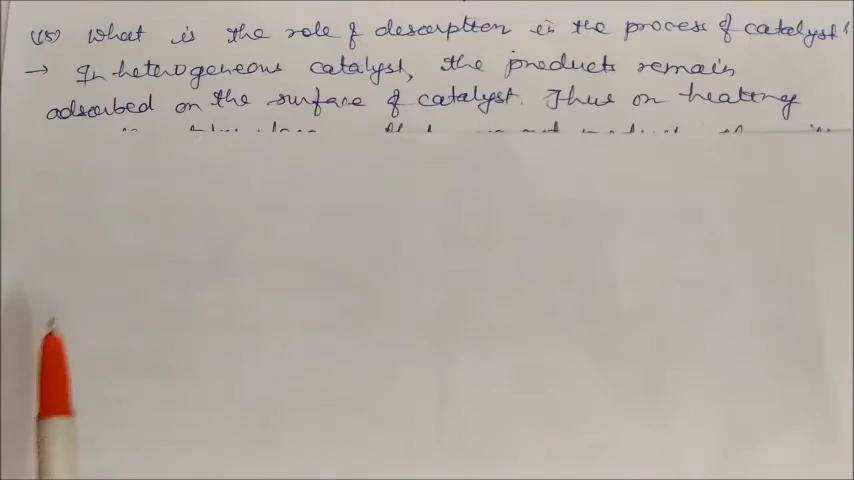 (15) What is the role of desorption in the process of catalyst?
→ In heterogeneous catalyst, the products remain
adsorbed on the surface of catalyst. Thus on heating